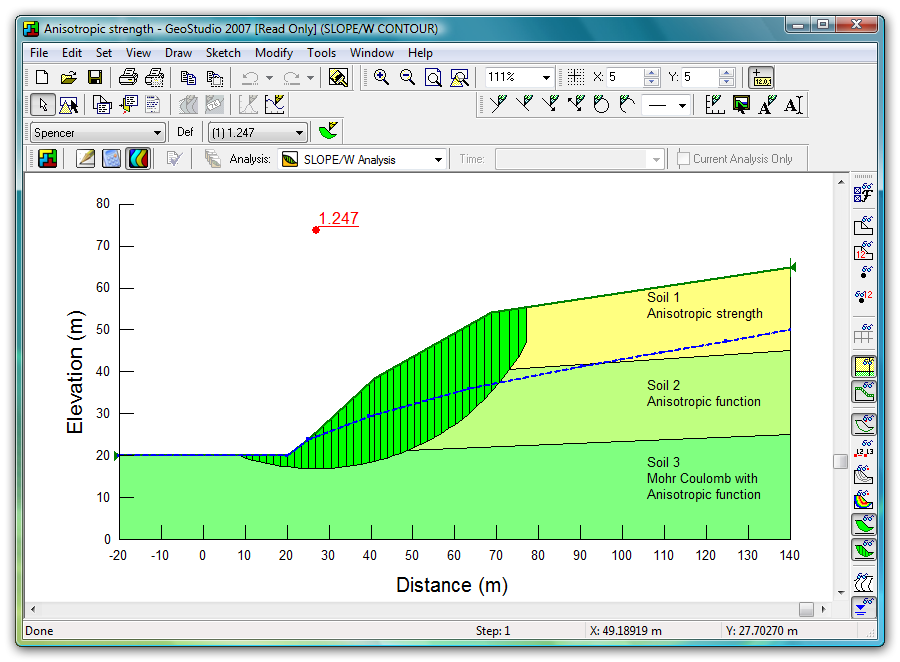 Anisotropic strength - GeoStudio 2007 [Read Only] (SLOPE/W CONTOUR)
File Edit Set View Draw Sketch Modify Tools Window Help
111% X: 5 Y: 5
Spencer Def (1) 1.247
Analysis: SLOPE/W Analysis Time: Current Analysis Only
1.247
80
70
60
50
40
30
20
10
0
Elevation (m)
Soil 1
Anisotropic strength
Soil 2
Anisotropic function
Soil 3
Mohr Coulomb with
Anisotropic function
-20 -10 0 10 20 30 40 50 60 70 80 90 100 110 120 130 140
Distance (m)
Done Step: 1 X: 49.18919 m Y: 27.70270 m